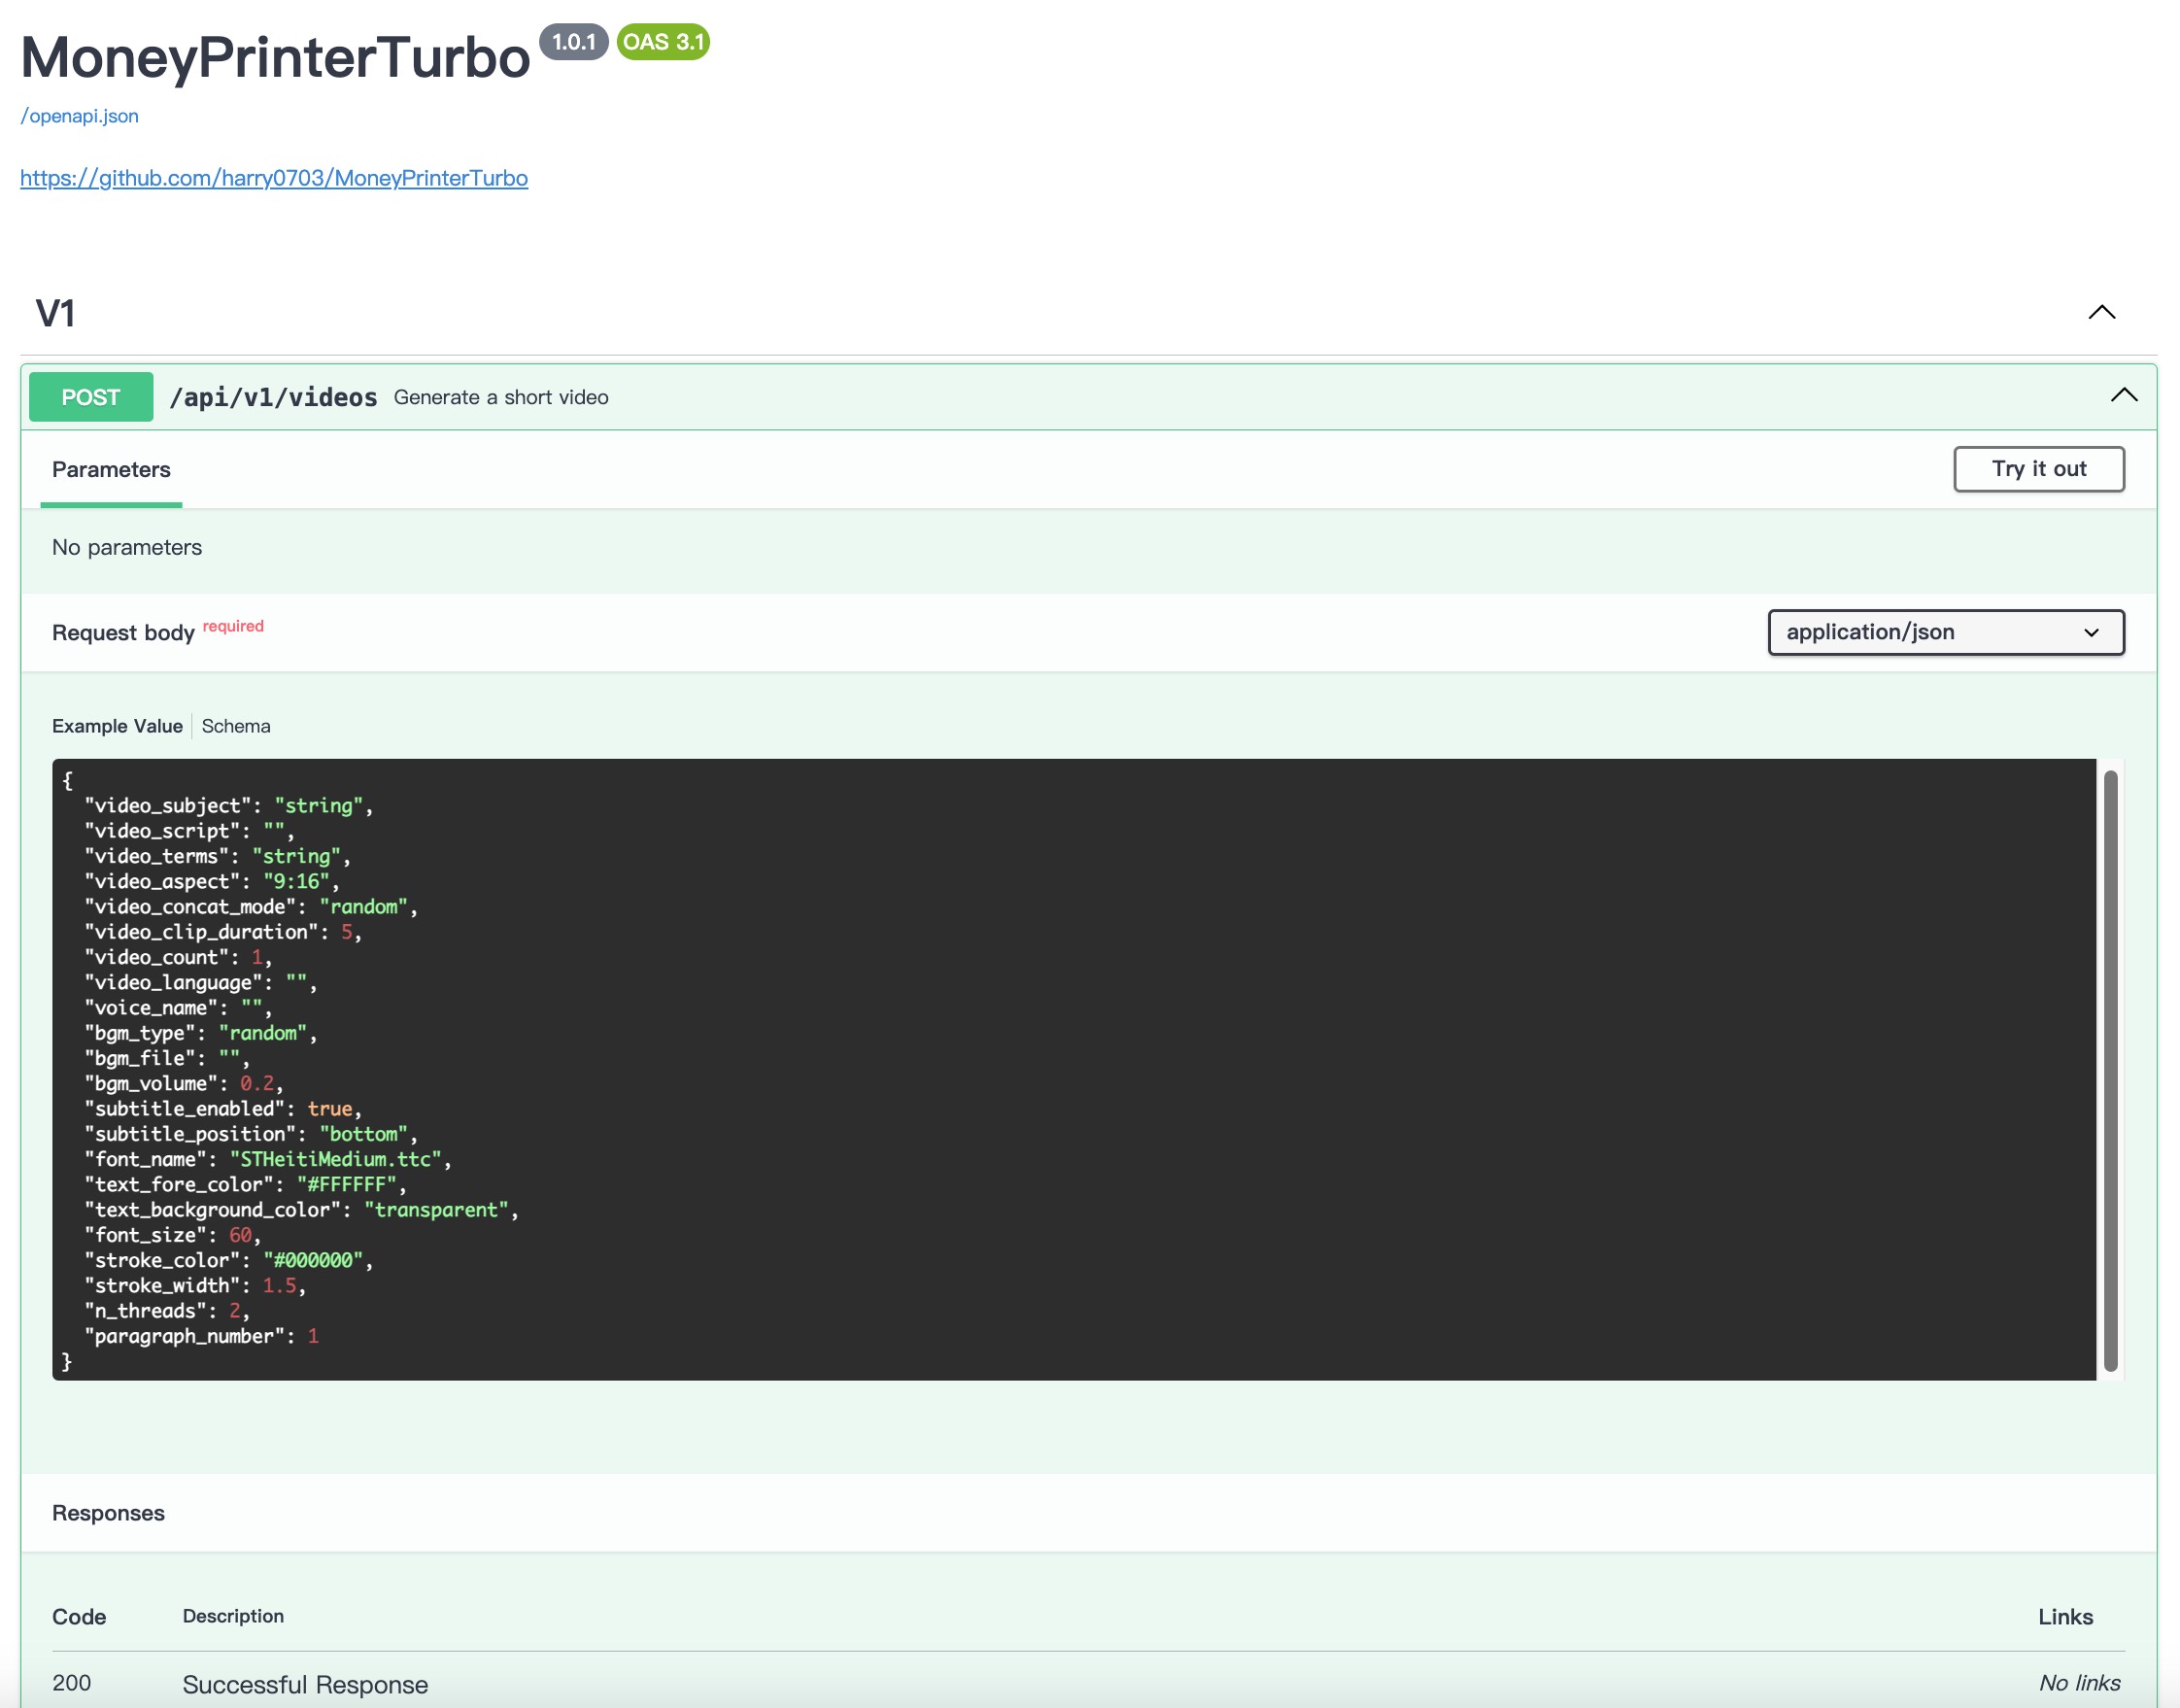 MoneyPrinterTurbo 1.0.1 OAS 3.1
/openapi.json
https://github.com/harry0703/MoneyPrinterTurbo
V1
POST /api/v1/videos Generate a short video
Parameters Try it out
No parameters
Request body required application/json
Example Value Schema
{
  "video_subject": "string",
  "video_script": "",
  "video_terms": "string",
  "video_aspect": "9:16",
  "video_concat_mode": "random",
  "video_clip_duration": 5,
  "video_count": 1,
  "video_language": "",
  "voice_name": "",
  "bgm_type": "random",
  "bgm_file": "",
  "bgm_volume": 0.2,
  "subtitle_enabled": true,
  "subtitle_position": "bottom",
  "font_name": "STHeitiMedium.ttc",
  "text_fore_color": "#FFFFFF",
  "text_background_color": "transparent",
  "font_size": 60,
  "stroke_color": "#000000",
  "stroke_width": 1.5,
  "n_threads": 2,
  "paragraph_number": 1
}
Responses
Code Description Links
200 Successful Response No links